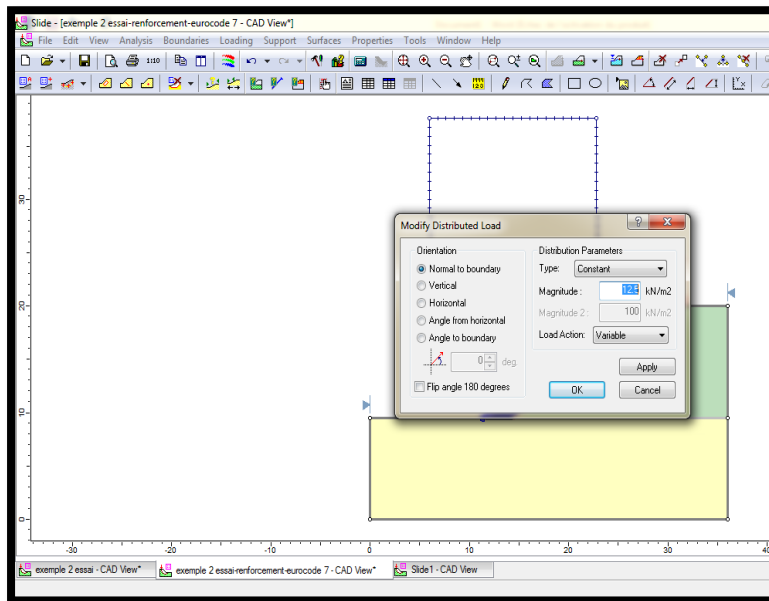 Slide - [exemple 2 essai-renforcement-eurocode 7 - CAD View*]
File Edit View Analysis Boundaries Loading Support Surfaces Properties Tools Window Help
1:10
Modify Distributed Load
Orientation
Normal to boundary
Vertical
Horizontal
Angle from horizontal
Angle to boundary
0 deg.
Flip angle 180 degrees
Distribution Parameters
Type: Constant
Magnitude : 12.5 kN/m2
Magnitude 2 : 100 kN/m2
Load Action: Variable
Apply
OK Cancel
30
20
10
0
-30 -20 -10 0 10 20 30 40
exemple 2 essai - CAD View* exemple 2 essai-renforcement-eurocode 7 - CAD View* Slide1 - CAD View